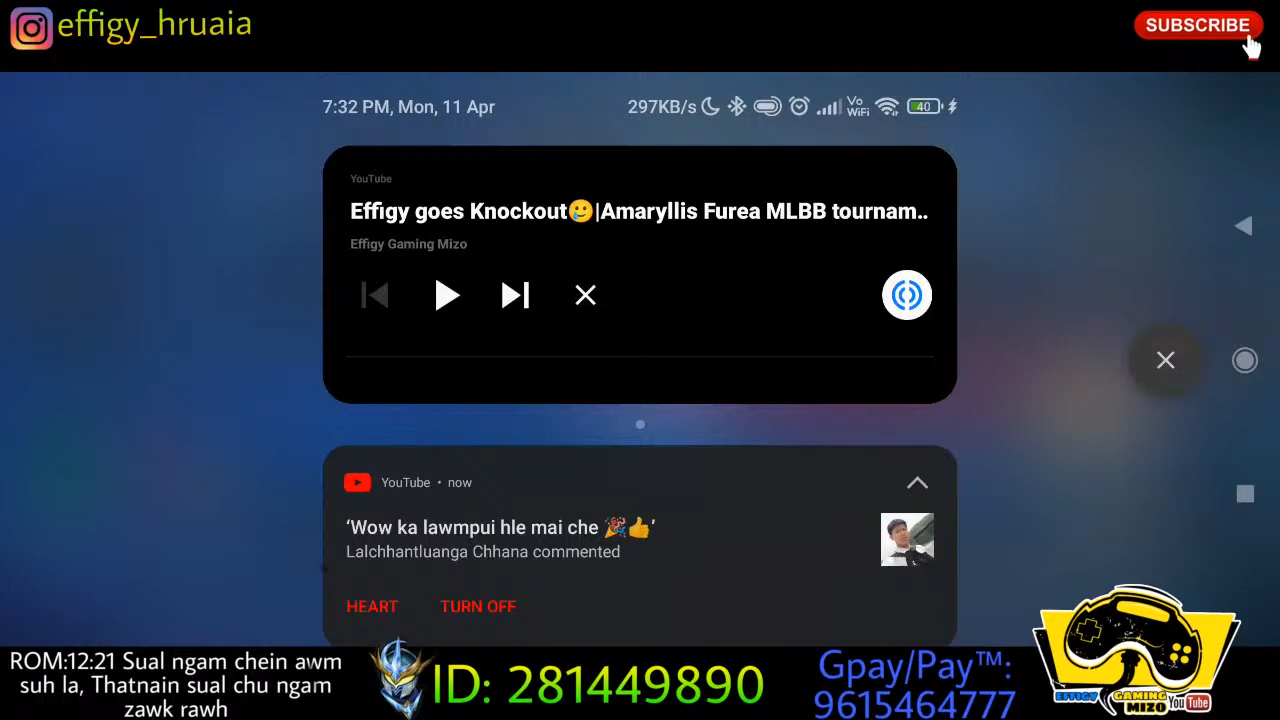 effigy_hruaia
SUBSCRIBE
7:32 PM, Mon, 11 Apr
297KB/s Vo WiFi 40
YouTube
Effigy goes Knockout🥲|Amaryllis Furea MLBB tournam..
Effigy Gaming Mizo
YouTube • now
‘Wow ka lawmpui hle mai che 🎉👍’
Lalchhantluanga Chhana commented
HEART TURN OFF
ROM:12:21 Sual ngam chein awm
suh la, Thatnain sual chu ngam
zawk rawh
ID: 281449890
Gpay/Pay™:
9615464777
EFFIGY GAMING
MIZO YouTube